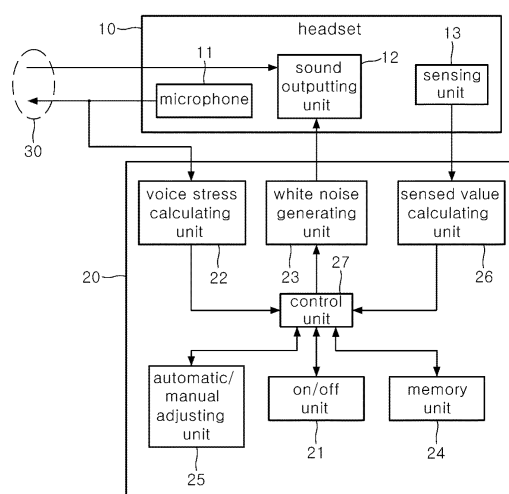 10
headset
11
12
13
sound
outputting
unit
sensing
unit
microphone
30
voice stress
calculating
unit
white noise
generating
unit
sensed value
calculating
unit
20
22
23
27
26
control
unit
automatic/
manual
adjusting
unit
on/off
unit
memory
unit
25
21
24